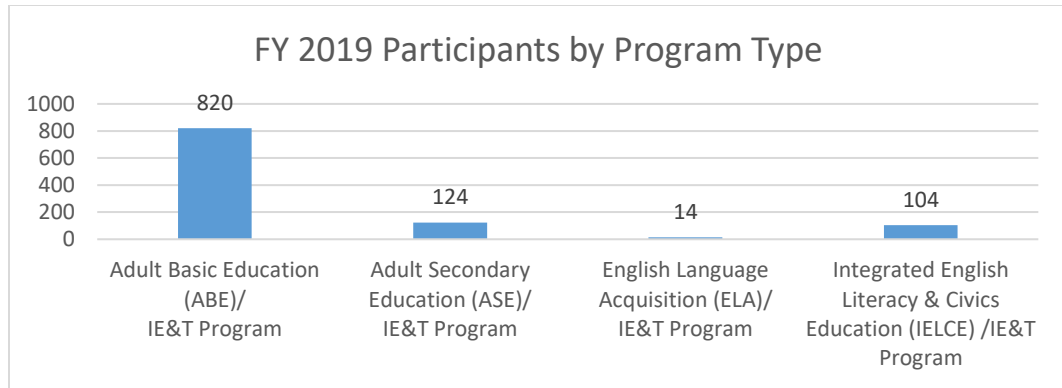 FY 2019 Participants by Program Type
1000
800
600
400
200
0
820
124
14
104
Adult Basic Education
(ABE)/
IE&T Program
Adult Secondary
Education (ASE)/
IE&T Program
English Language
Acquisition (ELA)/
IE&T Program
Integrated English
Literacy & Civics
Education (IELCE) /IE&T
Program